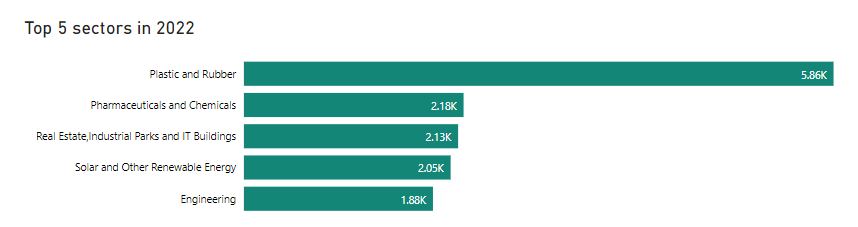 Top 5 sectors in 2022
Plastic and Rubber 5.86K
Pharmaceuticals and Chemicals 2.18K
Real Estate,Industrial Parks and IT Buildings 2.13K
Solar and Other Renewable Energy 2.05K
Engineering 1.88K